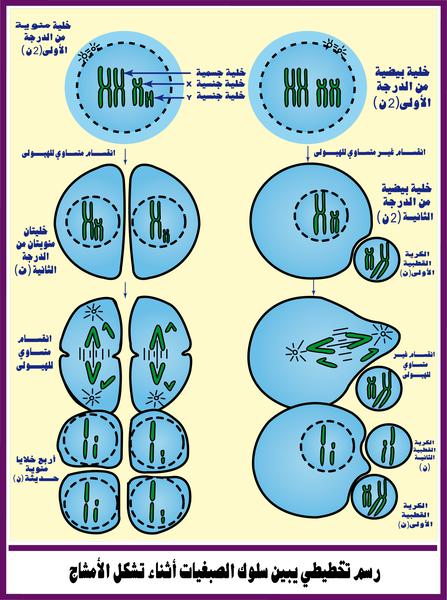 خلية منوية
من الدرجة
الأولى(2ن)
خلية جسمية
خلية جنسية X
خلية جنسية Y
خلية بيضية
من الدرجة
الأولى(2ن)
انقسام متساوي للهيولى
انقسام غير متساوي للهيولى
خليتان
منويتان من
الدرجة
الثانية (ن)
خلية بيضية
من الدرجة
الثانية (2ن)
الكرية
القطبية
الأولى(ن)
انقسام
متساوي
للهيولى
انقسام غير
متساوي
للهيولى
أربع خلايا
منوية
حديثة (ن)
الكرية
القطبية
الثانية (ن)
الكرية
القطبية
الأولى(ن)
رسم تخطيطي يبين سلوك الصبغيات أثناء تشكل الأمشاج